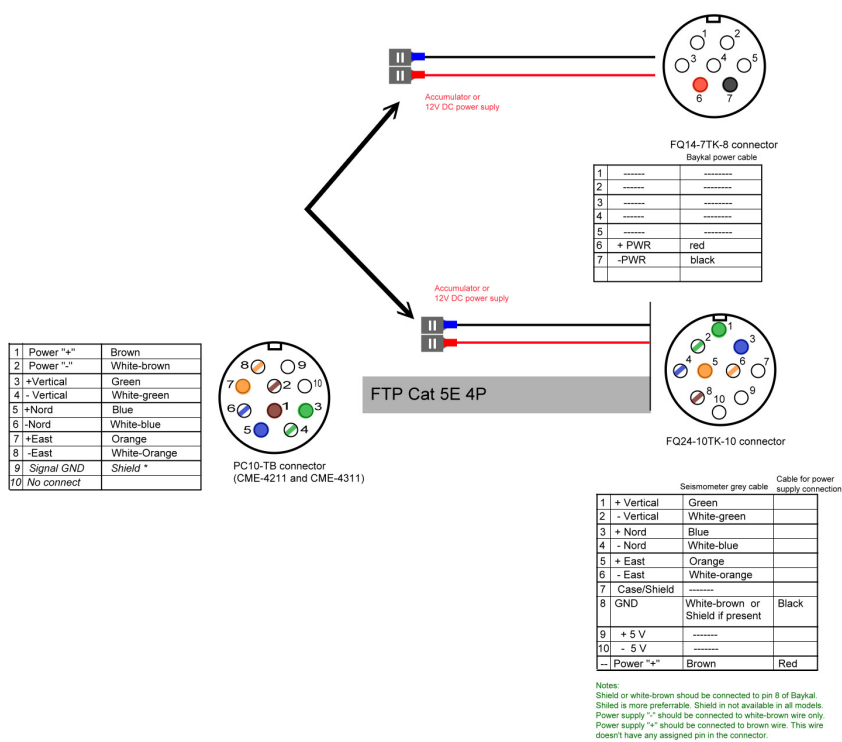 1 2
3 4 5
6 7
Accumulator or
12V DC power suply
FQ14-7TK-8 connector
Baykal power cable
1 ------ --------
2 ------ --------
3 ------ --------
4 ------ --------
5 ------ --------
6 + PWR red
7 -PWR black
Accumulator or
12V DC power suply
FTP Cat 5E 4P
1 Power "+" Brown
2 Power "-" White-brown
3 +Vertical Green
4 - Vertical White-green
5 +Nord Blue
6 -Nord White-blue
7 +East Orange
8 -East White-Orange
9 Signal GND Shield *
10 No connect
8 9
7 2 10
6 1 3
5 4
PC10-TB connector
(CME-4211 and CME-4311)
1
2 3
4 5 6 7
8 10 9
FQ24-10TK-10 connector
Seismometer grey cable
Cable for power
supply connection
1 + Vertical Green
2 - Vertical White-green
3 + Nord Blue
4 - Nord White-blue
5 + East Orange
6 - East White-orange
7 Case/Shield -------
8 GND White-brown or Black
Shield if present
9 + 5 V -------
10 - 5 V -------
-- Power "+" Brown Red
Notes:
Shield or white-brown shoud be connected to pin 8 of Baykal.
Shiled is more preferrable. Shield in not available in all models.
Power supply "-" should be connected to white-brown wire only.
Power supply "+" should be connected to brown wire. This wire
doesn't have any assigned pin in the connector.